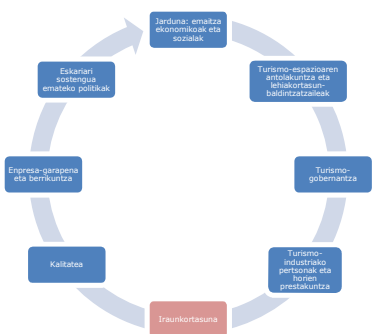 Jarduna: emaitza
ekonomikoak eta
sozialak
Turismo-espazioaren
antolakuntza eta
lehiakortasun-
baldintzatzaileak
Turismo-
gobernantza
Turismo-
industriako
pertsonak eta
horien
prestakuntza
Iraunkortasuna
Kalitatea
Enpresa-garapena
eta berrikuntza
Eskariari
sostengua
emateko politikak